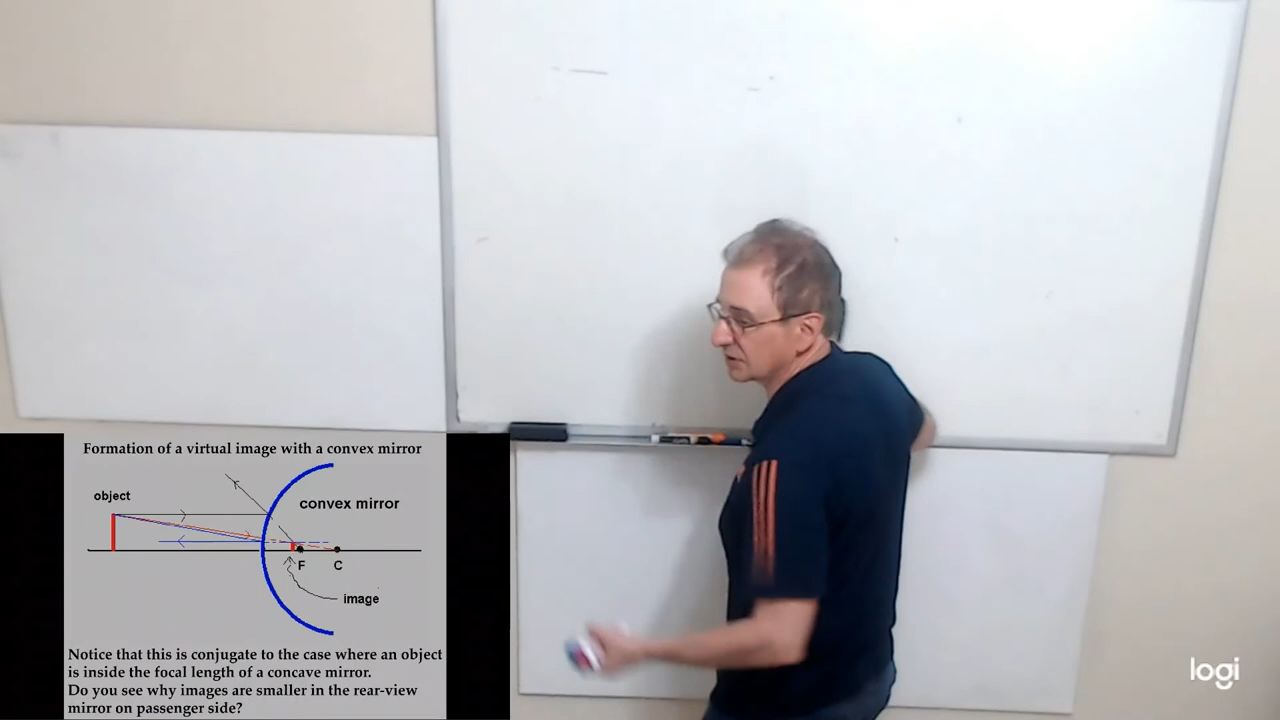 Formation of a virtual image with a convex mirror
object
convex mirror
F
C
image
Notice that this is conjugate to the case where an object
is inside the focal length of a concave mirror.
Do you see why images are smaller in the rear-view
mirror on passenger side?
logi